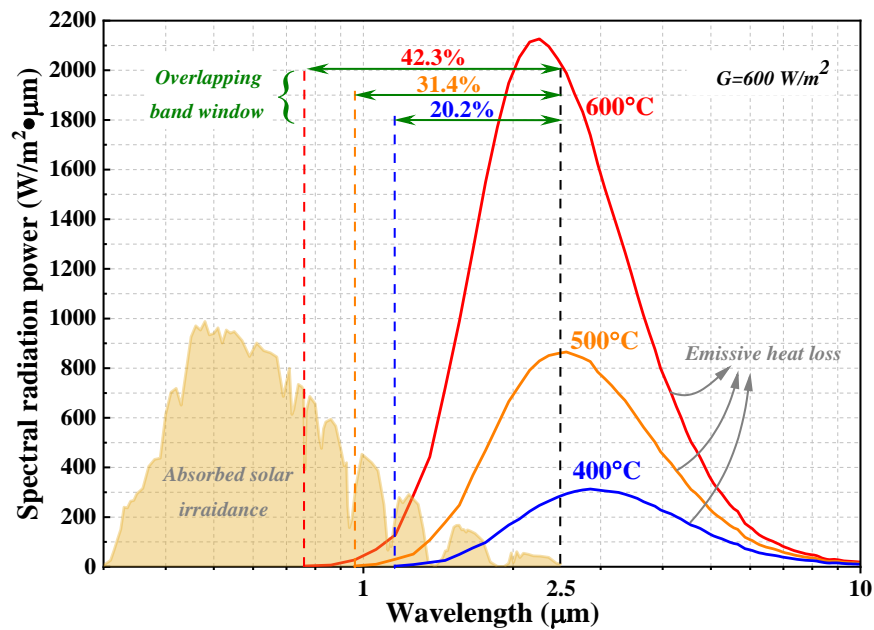 2200
2000
1800
1600
1400
1200
1000
800
600
400
200
0
Spectral radiation power (W/m²•μm)
Overlapping
band window
42.3%
31.4%
20.2%
G=600 W/m²
600°C
500°C
400°C
Emissive heat loss
Absorbed solar
irraidance
1
2.5
10
Wavelength (μm)